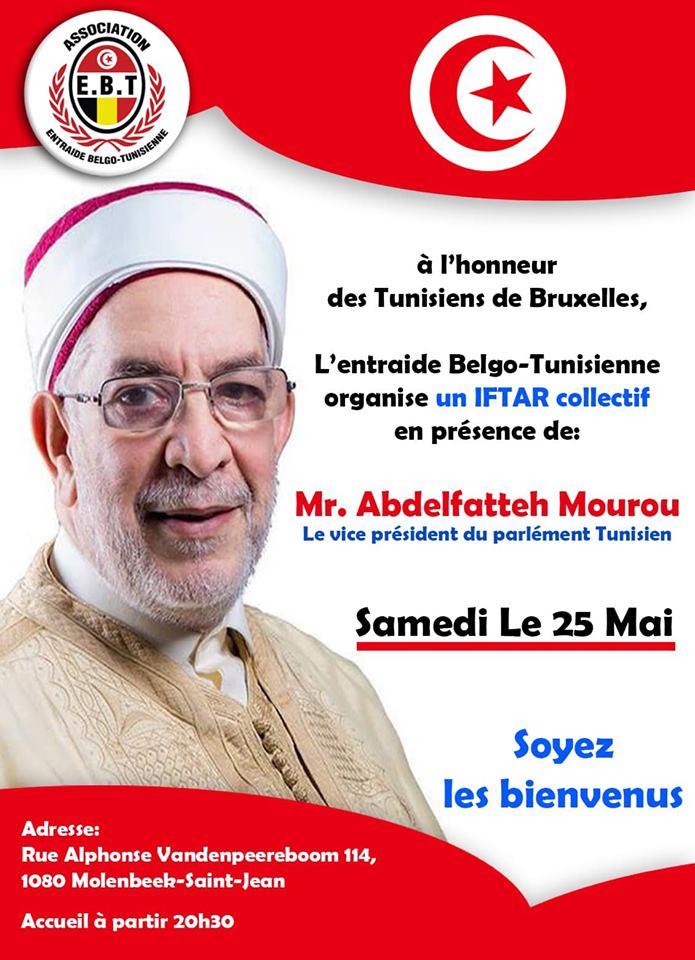 ASSOCIATION
E.B.T
ENTRAIDE BELGO-TUNISIENNE
à l'honneur
des Tunisiens de Bruxelles,
L'entraide Belgo-Tunisienne
organise un IFTAR collectif
en présence de:
Mr. Abdelfatteh Mourou
Le vice président du parlément Tunisien
Samedi Le 25 Mai
Soyez
les bienvenus
Adresse:
Rue Alphonse Vandenpeereboom 114,
1080 Molenbeek-Saint-Jean
Accueil à partir 20h30